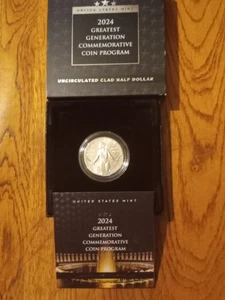 UNITED STATES MINT
2024
GREATEST
GENERATION
COMMEMORATIVE
COIN PROGRAM
UNCIRCULATED CLAD HALF DOLLAR
UNITED STATES MINT
2024
GREATEST
GENERATION
COMMEMORATIVE
COIN PROGRAM